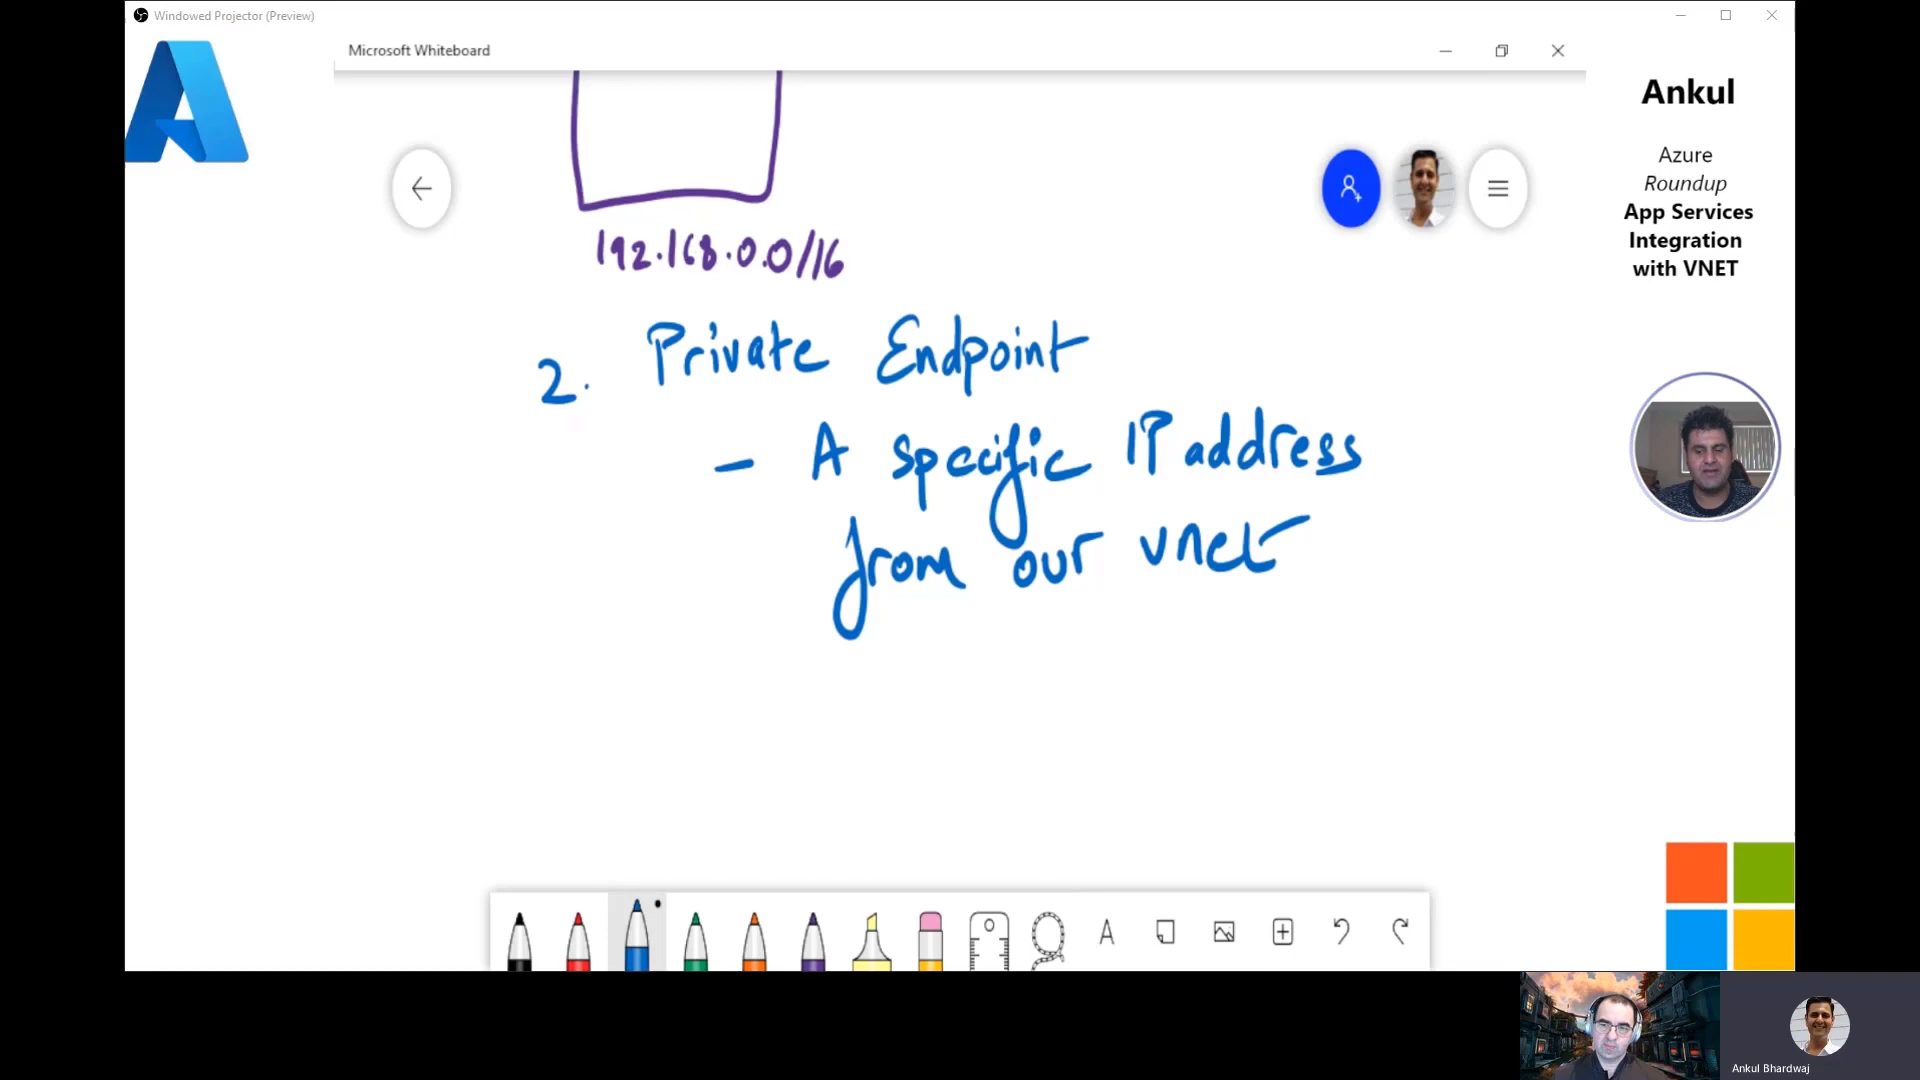 Windowed Projector (Preview)
Microsoft Whiteboard
192.168.0.0/16
2. Private Endpoint
- A specific IP address
from our vnet
Ankul
Azure
Roundup
App Services
Integration
with VNET
A
Ankul Bhardwaj